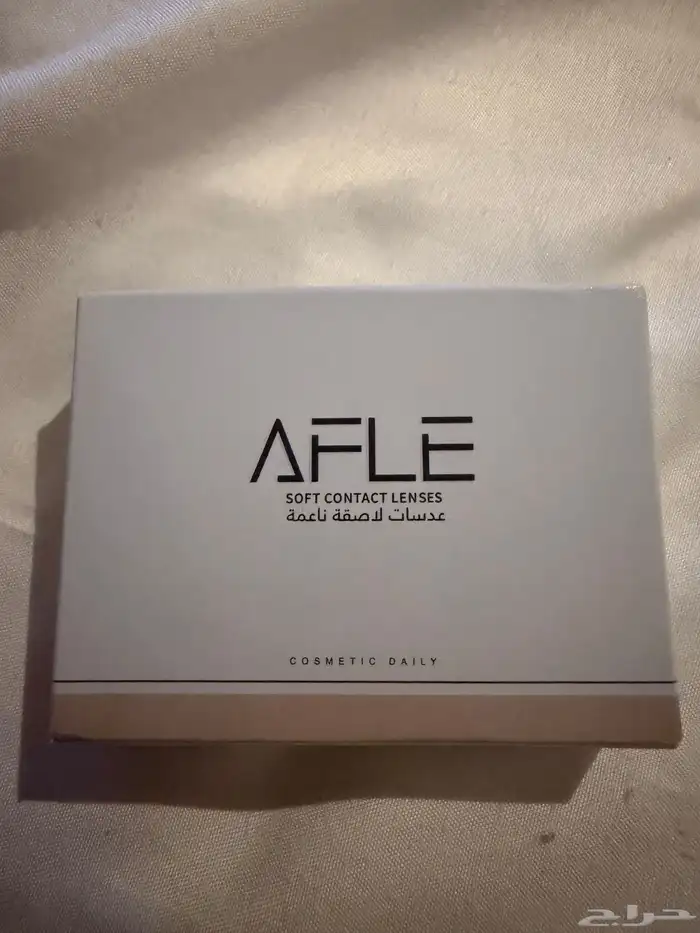 AFLE
SOFT CONTACT LENSES
عدسات لاصقة ناعمة
COSMETIC DAILY
حراج